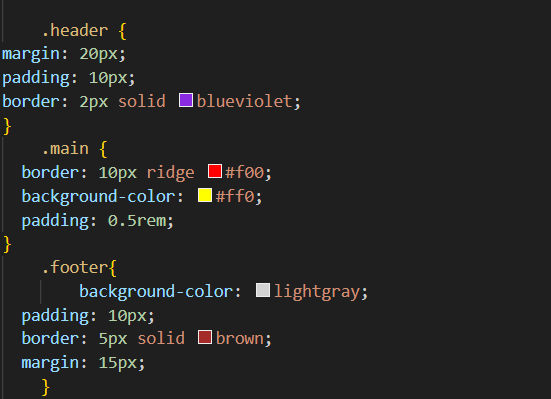 .header {
margin: 20px;
padding: 10px;
border: 2px solid blueviolet;
}
.main {
border: 10px ridge #f00;
background-color: #ff0;
padding: 0.5rem;
}
.footer{
background-color: lightgray;
padding: 10px;
border: 5px solid brown;
margin: 15px;
}